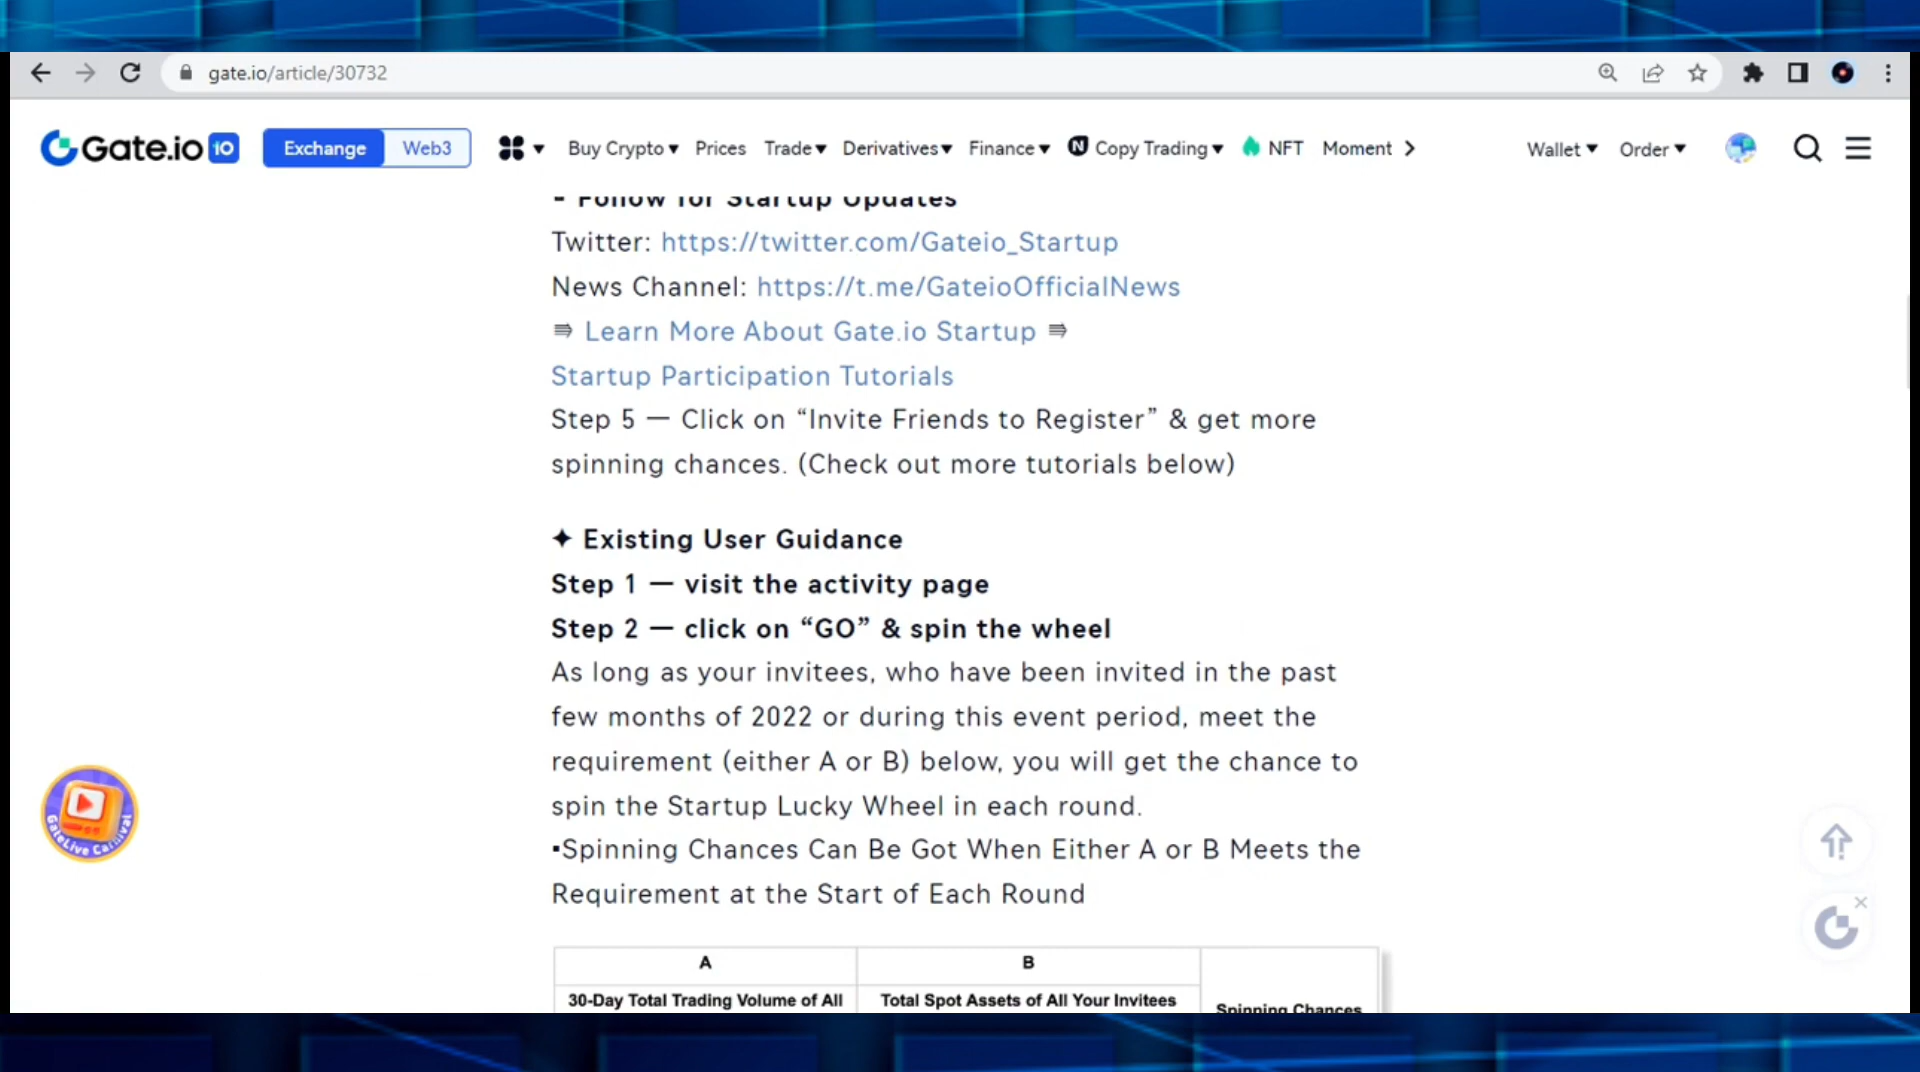 gate.io/article/30732
Gate.io 10 Exchange Web3 Buy Crypto Prices Trade Derivatives Finance Copy Trading NFT Moment Wallet Order
- Follow for Startup Updates
Twitter: https://twitter.com/Gateio_Startup
News Channel: https://t.me/GateioOfficialNews
⇛ Learn More About Gate.io Startup ⇛
Startup Participation Tutorials
Step 5 — Click on “Invite Friends to Register” & get more
spinning chances. (Check out more tutorials below)
✦ Existing User Guidance
Step 1 — visit the activity page
Step 2 — click on “GO” & spin the wheel
As long as your invitees, who have been invited in the past
few months of 2022 or during this event period, meet the
requirement (either A or B) below, you will get the chance to
spin the Startup Lucky Wheel in each round.
▪Spinning Chances Can Be Got When Either A or B Meets the
Requirement at the Start of Each Round
GateLive Carnival
A B
30-Day Total Trading Volume of All Total Spot Assets of All Your Invitees
Spinning Chances